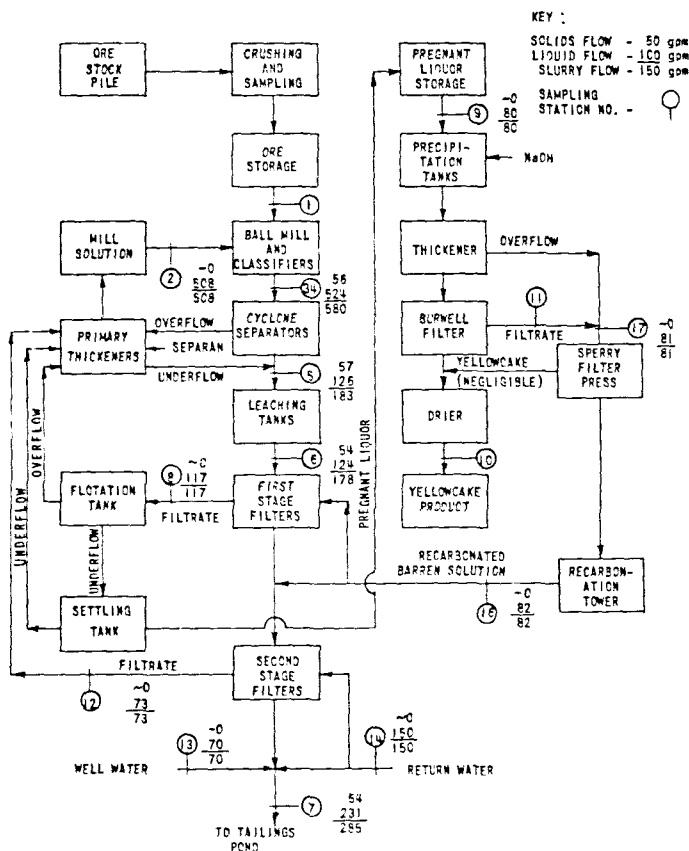 KEY :
SOLIDS FLOW - 50 gpm
LIQUID FLOW - 100 gpm
SLURRY FLOW - 150 gpm
SAMPLING
STATION NO. -
ORE
STOCK
PILE
CRUSHING
AND
SAMPLING
PREGNANT
LIQUOR
STORAGE
9
~0
80
80
ORE
STORAGE
PRECIPI-
TATION
TANKS
NaOH
1
MILL
SOLUTION
2
~0
508
508
BALL MILL
AND
CLASSIFIERS
THICKENER
OVERFLOW
34
56
524
580
PRIMARY
THICKENERS
OVERFLOW
SEPARAN
UNDERFLOW
CYCLONE
SEPARATORS
BURWELL
FILTER
11
FILTRATE
17
~0
81
81
5
57
126
183
YELLOWCAKE
(NEGLIGIBLE)
SPERRY
FILTER
PRESS
LEACHING
TANKS
DRIER
6
54
124
178
10
PREGNANT LIQUOR
OVERFLOW
UNDERFLOW
FLOTATION
TANK
8
~0
117
117
FILTRATE
FIRST
STAGE
FILTERS
YELLOWCAKE
PRODUCT
UNDERFLOW
RECARBONATED
BARREN SOLUTION
16
~0
82
82
RECARBON-
ATION
TOWER
SETTLING
TANK
FILTRATE
12
~0
73
73
SECOND
STAGE
FILTERS
13
~0
70
70
WELL WATER
14
~0
150
150
RETURN WATER
7
54
231
285
TO TAILINGS
POND